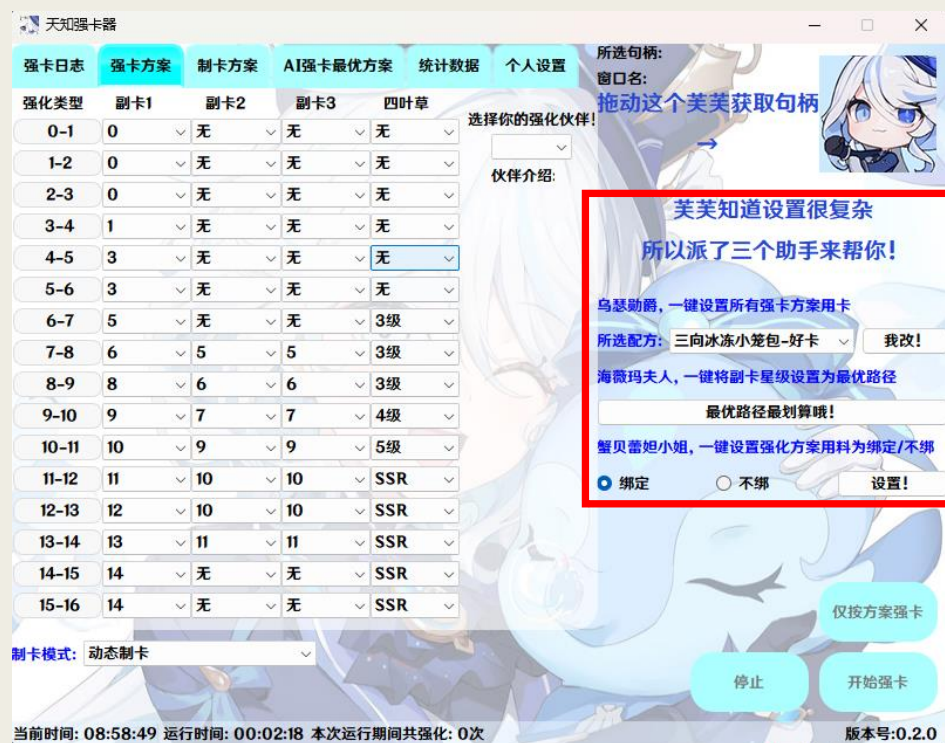 天知强卡器
强卡日志 强卡方案 制卡方案 AI强卡最优方案 统计数据 个人设置
所选句柄:
窗口名:
拖动这个芙芙获取句柄
→
强化类型 副卡1 副卡2 副卡3 四叶草
0-1 0 无 无 无
1-2 0 无 无 无
2-3 0 无 无 无
3-4 1 无 无 无
4-5 3 无 无 无
5-6 3 无 无 无
6-7 5 无 无 3级
7-8 6 5 5 3级
8-9 8 6 6 3级
9-10 9 7 7 4级
10-11 10 9 9 5级
11-12 11 10 10 SSR
12-13 12 10 10 SSR
13-14 13 11 11 SSR
14-15 14 无 无 SSR
15-16 14 无 无 SSR
选择你的强化伙伴!
伙伴介绍:
芙芙知道设置很复杂
所以派了三个助手来帮你!
乌瑟勋爵, 一键设置所有强卡方案用卡
所选配方: 三向冰冻小笼包-好卡 我改!
海薇玛夫人, 一键将副卡星级设置为最优路径
最优路径最划算哦!
蟹贝蕾妲小姐, 一键设置强化方案用料为绑定/不绑
绑定 不绑 设置!
制卡模式: 动态制卡
仅按方案强卡
停止 开始强卡
当前时间: 08:58:49 运行时间: 00:02:18 本次运行期间共强化: 0次 版本号:0.2.0